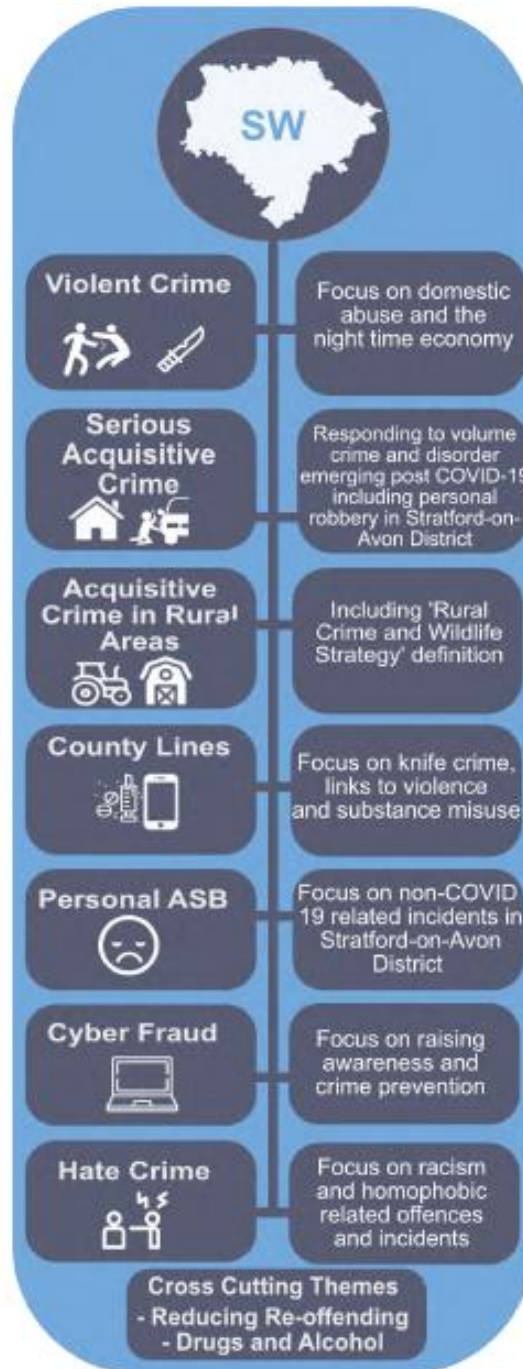 SW
Violent Crime
Focus on domestic
abuse and the
night time economy
Serious
Acquisitive
Crime
Responding to volume
crime and disorder
emerging post COVID-19
including personal
robbery in Stratford-on-
Avon District
Acquisitive
Crime in Rural
Areas
Including 'Rural
Crime and Wildlife
Strategy' definition
County Lines
Focus on knife crime,
links to violence
and substance misuse
Personal ASB
Focus on non-COVID
19 related incidents in
Stratford-on-Avon
District
Cyber Fraud
Focus on raising
awareness and
crime prevention
Hate Crime
Focus on racism
and homophobic
related offences
and incidents
Cross Cutting Themes
- Reducing Re-offending
- Drugs and Alcohol